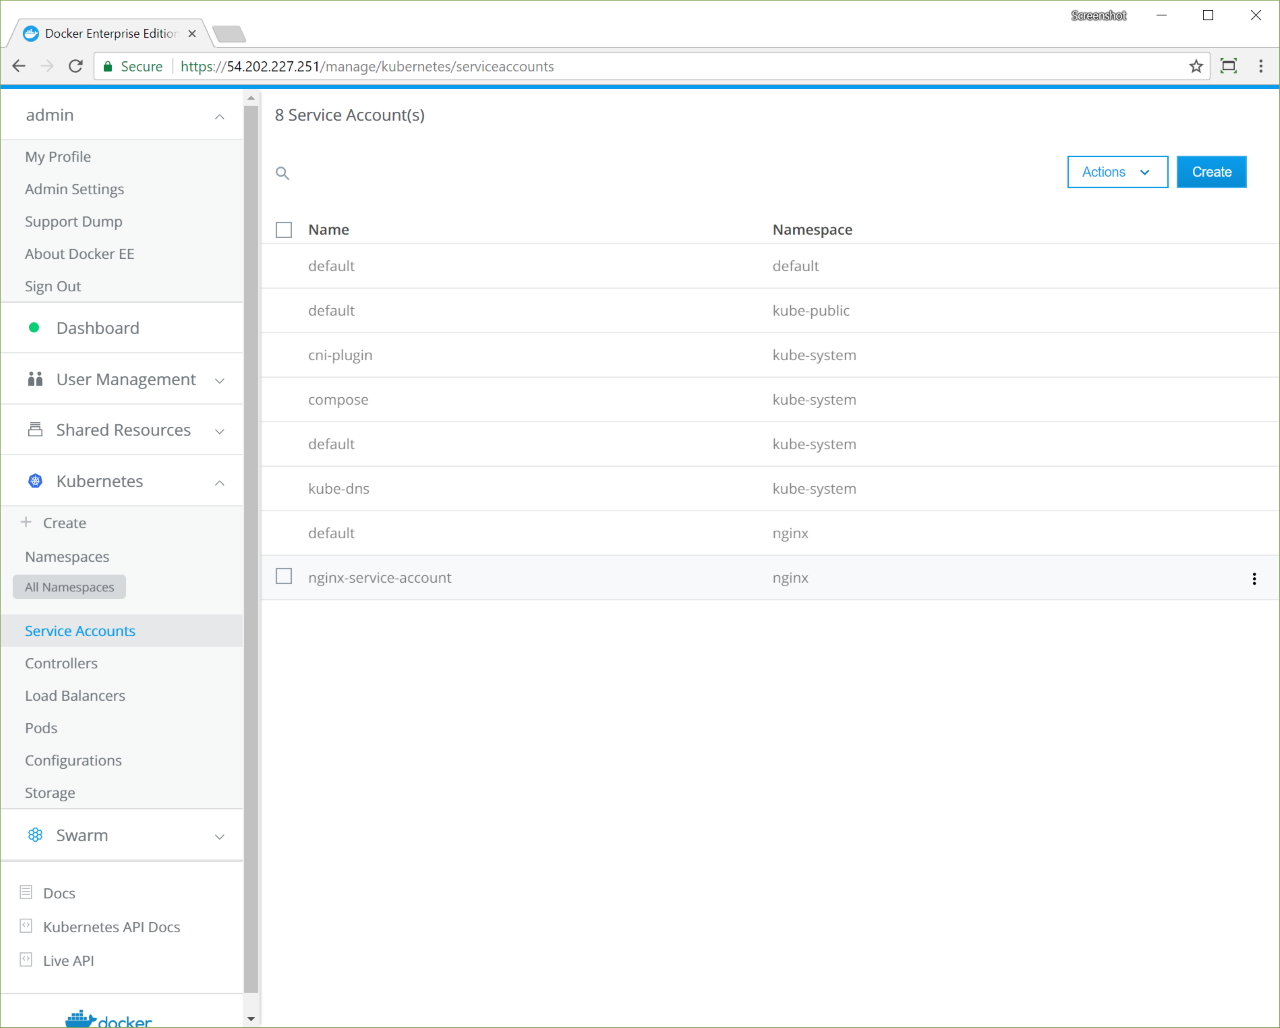 Screenshot
Docker Enterprise Edition
Secure
https://54.202.227.251/manage/kubernetes/serviceaccounts
admin
My Profile
Admin Settings
Support Dump
About Docker EE
Sign Out
Dashboard
User Management
Shared Resources
Kubernetes
Create
Namespaces
All Namespaces
Service Accounts
Controllers
Load Balancers
Pods
Configurations
Storage
Swarm
Docs
Kubernetes API Docs
Live API
docker
8 Service Account(s)
Actions
Create
Name Namespace
default default
default kube-public
cni-plugin kube-system
compose kube-system
default kube-system
kube-dns kube-system
default nginx
nginx-service-account nginx